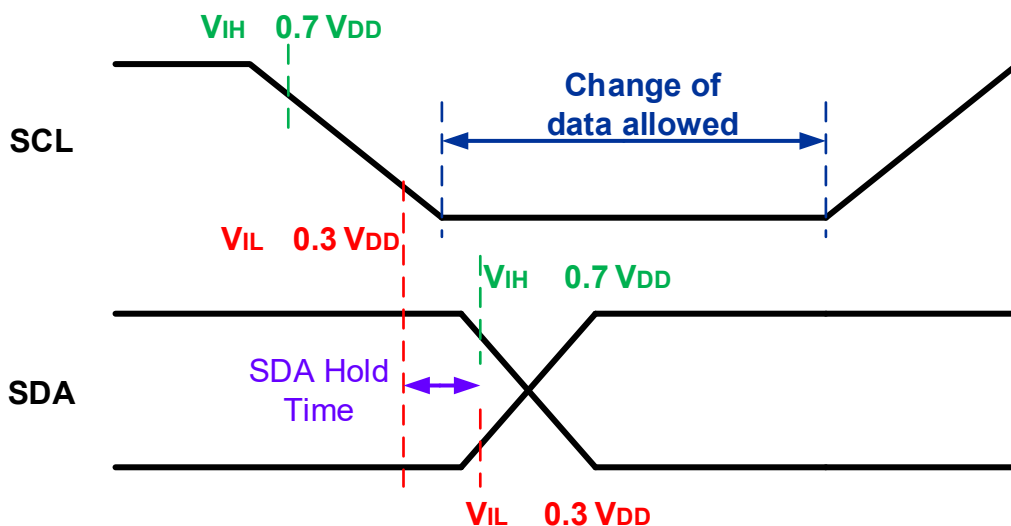 VIH 0.7 VDD
Change of
data allowed
SCL
VIL 0.3 VDD
VIH 0.7 VDD
SDA Hold
Time
SDA
VIL 0.3 VDD